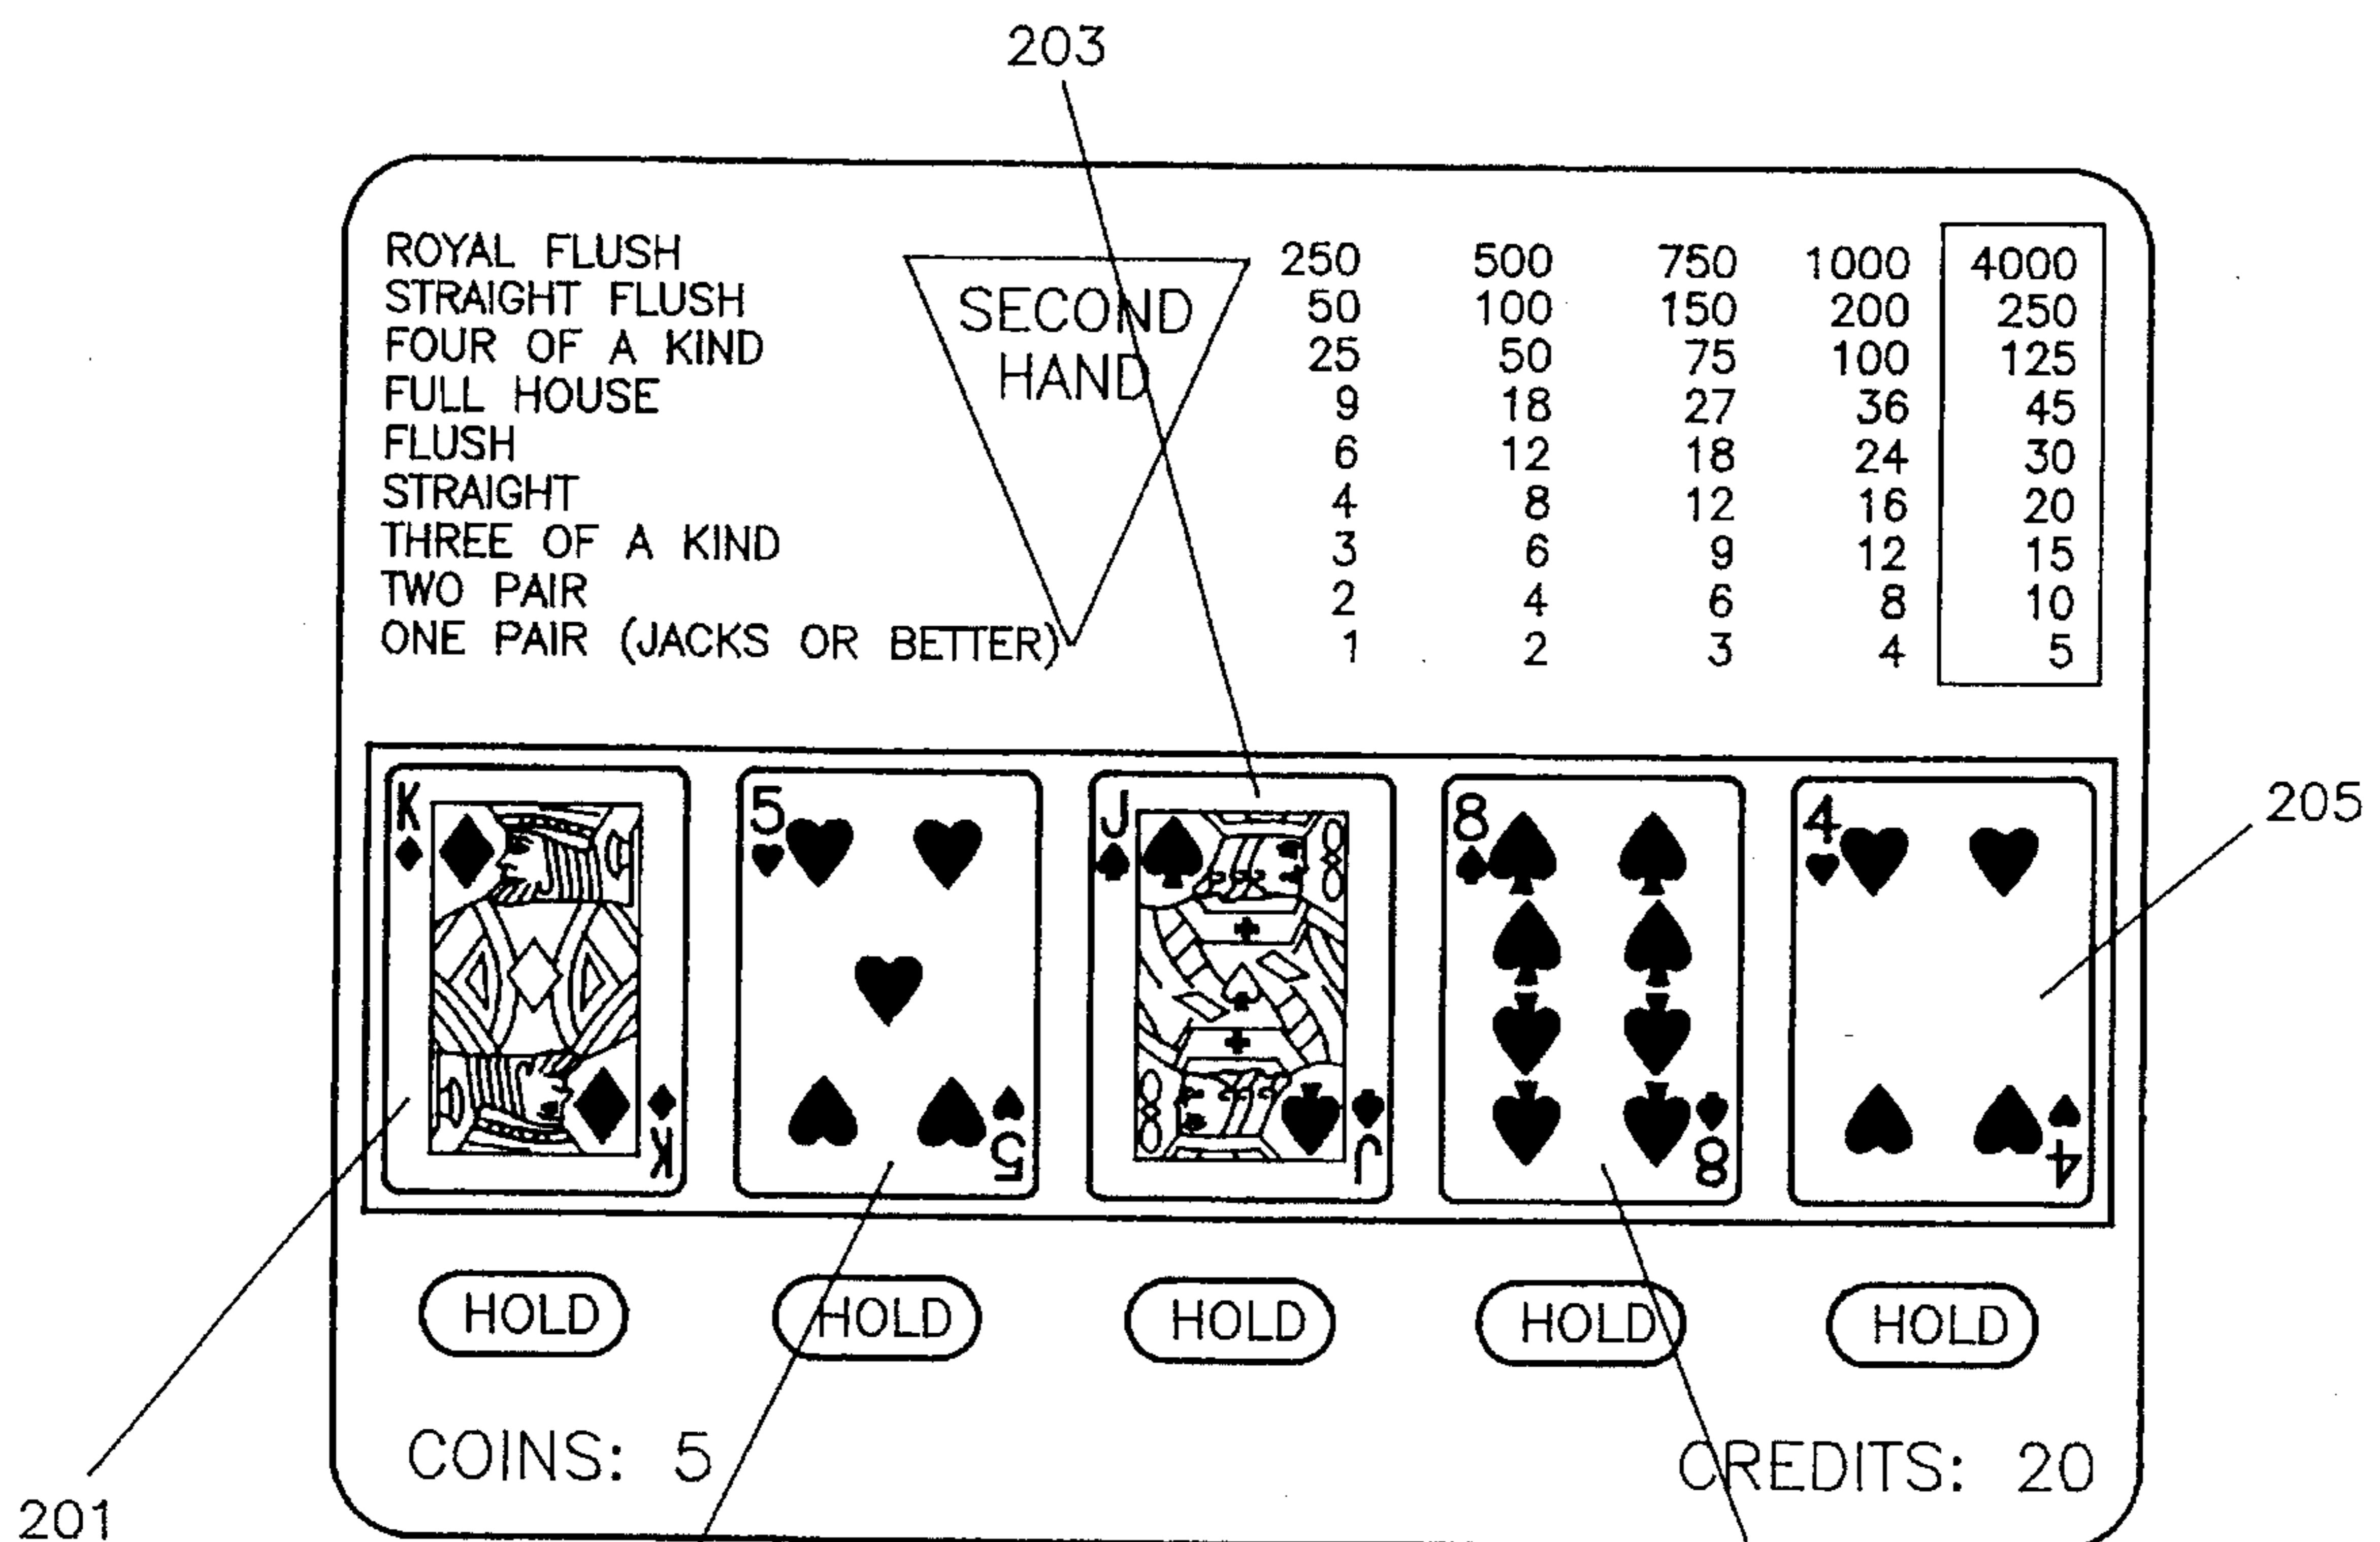 203
ROYAL FLUSH 250 500 750 1000 4000
STRAIGHT FLUSH 50 100 150 200 250
FOUR OF A KIND 25 50 75 100 125
FULL HOUSE 9 18 27 36 45
FLUSH 6 12 18 24 30
STRAIGHT 4 8 12 16 20
THREE OF A KIND 3 6 9 12 15
TWO PAIR 2 4 6 8 10
ONE PAIR (JACKS OR BETTER) 1 2 3 4 5
SECOND
HAND
K 5 J 8 4
205
K 5 J 8 4
HOLD HOLD HOLD HOLD HOLD
COINS: 5 CREDITS: 20
201